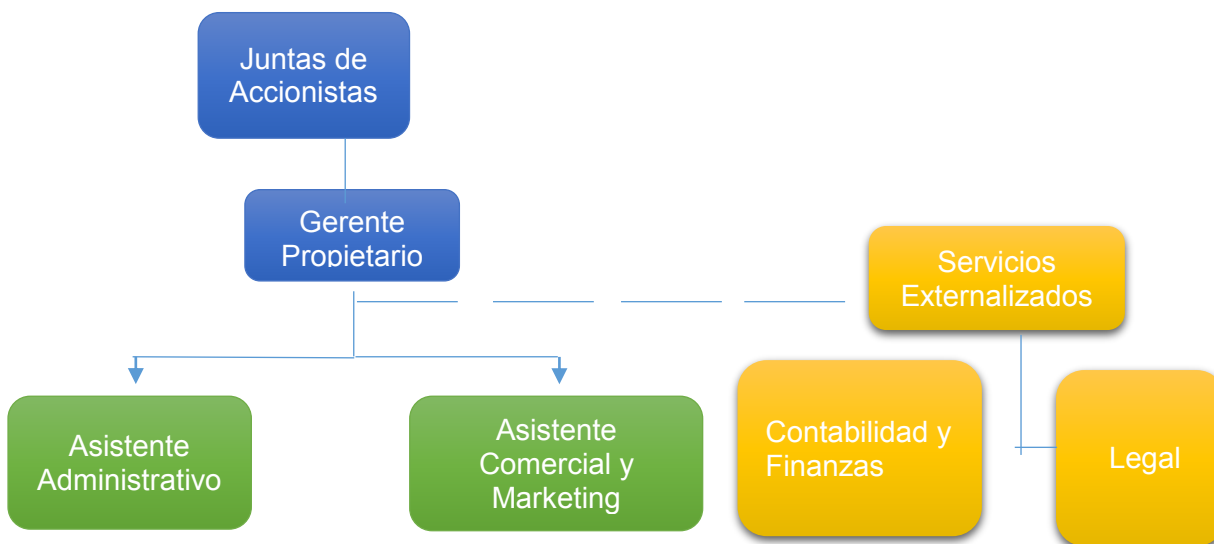 Juntas de
Accionistas
Gerente
Propietario
Servicios
Externalizados
Asistente
Administrativo
Asistente
Comercial y
Marketing
Contabilidad y
Finanzas
Legal